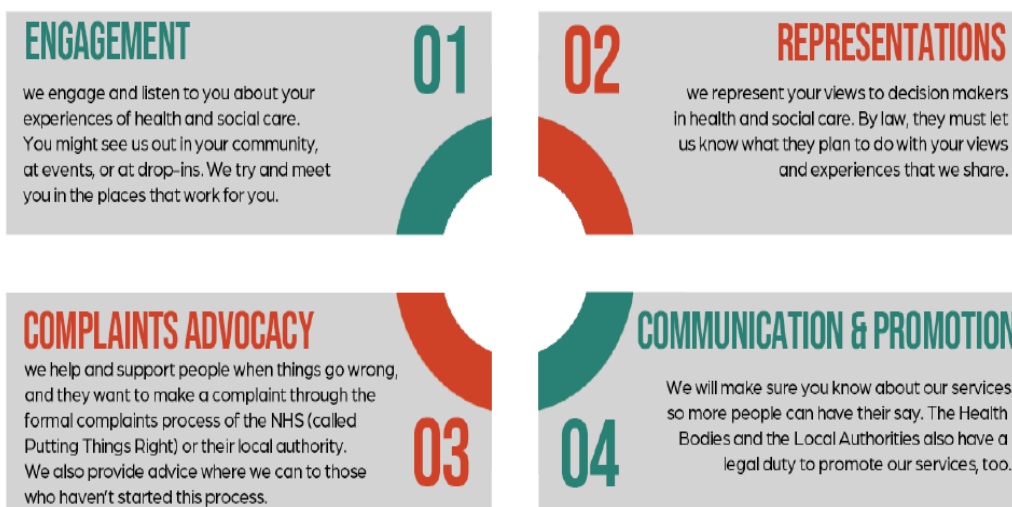 ENGAGEMENT
01
we engage and listen to you about your
experiences of health and social care.
You might see us out in your community,
at events, or at drop-ins. We try and meet
you in the places that work for you.
02
REPRESENTATIONS
we represent your views to decision makers
in health and social care. By law, they must let
us know what they plan to do with your views
and experiences that we share.
COMPLAINTS ADVOCACY
we help and support people when things go wrong,
and they want to make a complaint through the
formal complaints process of the NHS (called
Putting Things Right) or their local authority.
We also provide advice where we can to those
who haven't started this process.
03
COMMUNICATION & PROMOTION
We will make sure you know about our services
so more people can have their say. The Health
Bodies and the Local Authorities also have a
legal duty to promote our services, too.
04